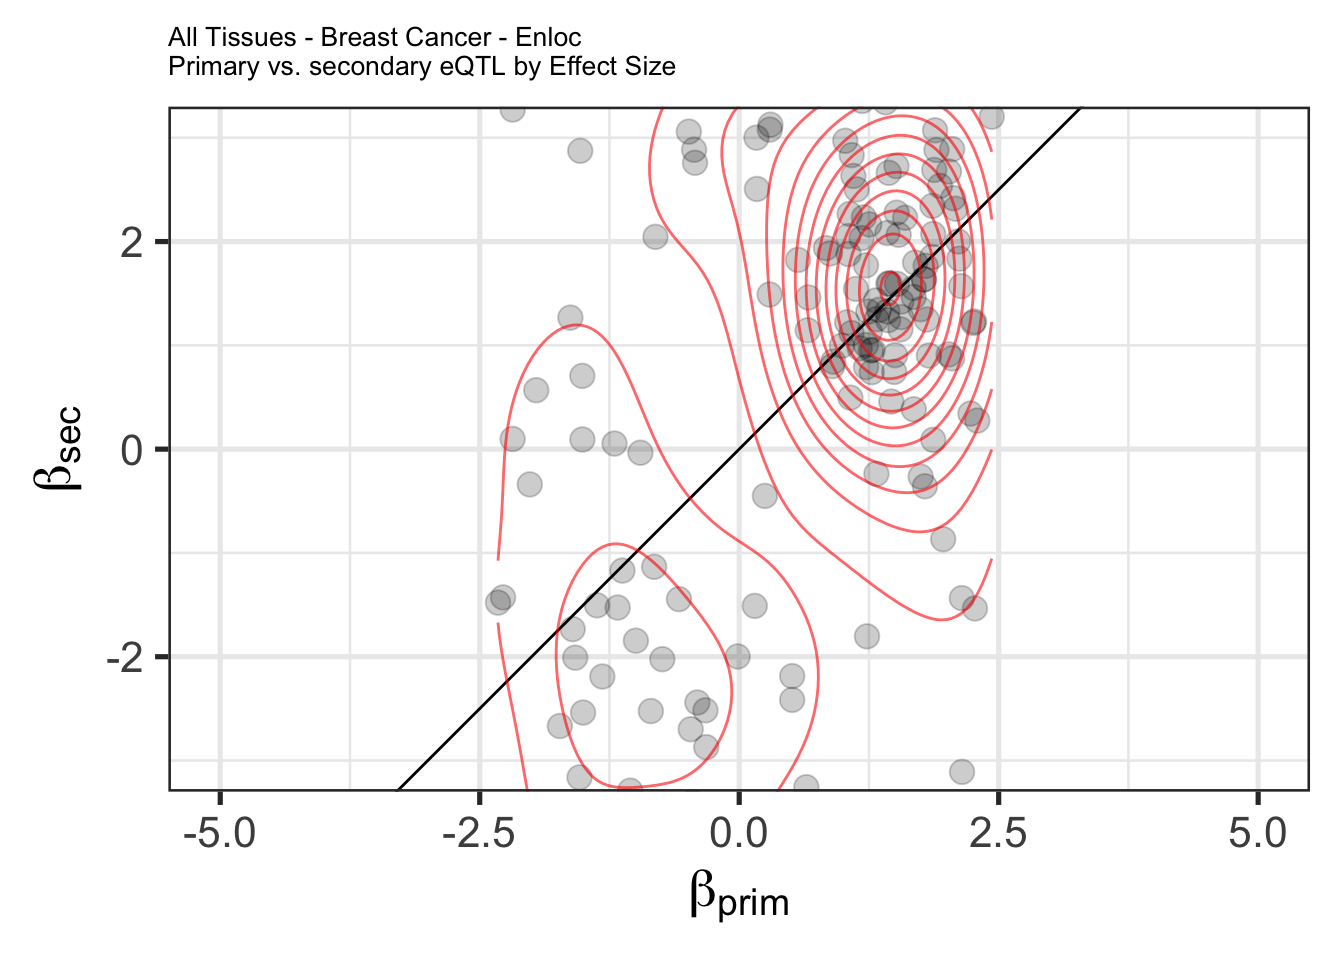 All Tissues - Breast Cancer - Enloc
Primary vs. secondary eQTL by Effect Size
βsec
2
0
-2
-5.0 -2.5 0.0 2.5 5.0
βprim